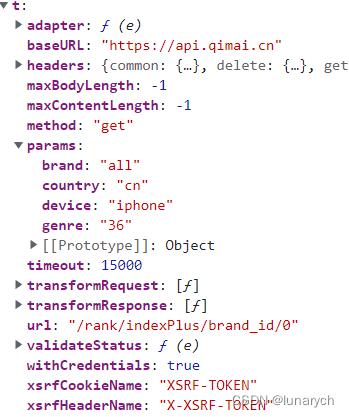 t:
adapter: ƒ (e)
baseURL: "https://api.qimai.cn"
headers: {common: {…}, delete: {…}, get
maxBodyLength: -1
maxContentLength: -1
method: "get"
params:
brand: "all"
country: "cn"
device: "iphone"
genre: "36"
[[Prototype]]: Object
timeout: 15000
transformRequest: [ƒ]
transformResponse: [ƒ]
url: "/rank/indexPlus/brand_id/0"
validateStatus: ƒ (e)
withCredentials: true
xsrfCookieName: "XSRF-TOKEN"
xsrfHeaderName: "X-XSRF-TOKEN"
CSDN @lunarych